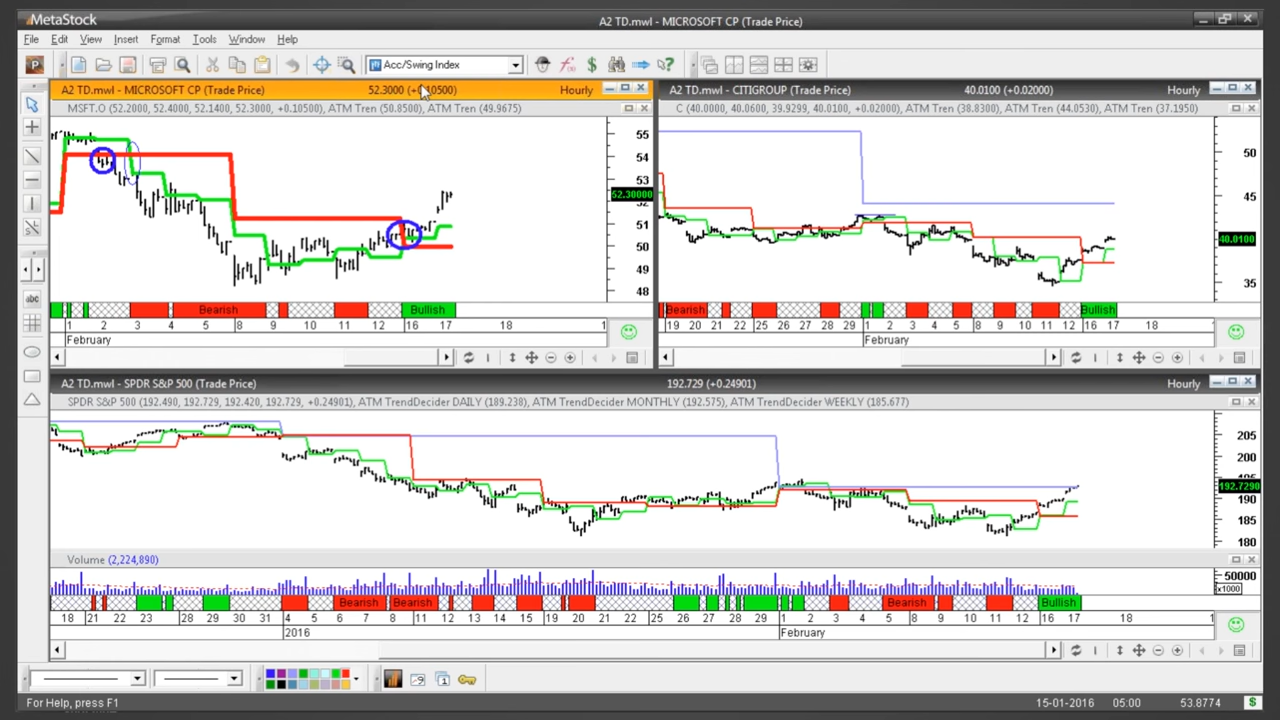 MetaStock
A2 TD.mwl - MICROSOFT CP (Trade Price)
File Edit View Insert Format Tools Window Help
P Acc/Swing Index
A2 TD.mwl - MICROSOFT CP (Trade Price) 52.3000 (+0.10500) Hourly
MSFT.O (52.2000, 52.4000, 52.1400, 52.3000, +0.10500), ATM Tren (50.8500), ATM Tren (49.9675)
55
54
53
52.30000
51
50
49
48
Bearish Bullish
1 2 3 4 5 8 9 10 11 12 16 17 18 1
February
A2 TD.mwl - CITIGROUP (Trade Price) 40.0100 (+0.02000) Hourly
C (40.0000, 40.0600, 39.9299, 40.0100, +0.02000), ATM Tren (38.8300), ATM Tren (44.0530), ATM Tren (37.1950)
50
45
40.0100
35
Bearish Bullish
19 20 21 22 25 26 27 28 29 1 2 3 4 5 8 9 10 11 12 16 17 18
February
A2 TD.mwl - SPDR S&P 500 (Trade Price) 192.729 (+0.24901) Hourly
SPDR S&P 500 (192.490, 192.729, 192.420, 192.729, +0.24901), ATM TrendDecider DAILY (189.238), ATM TrendDecider MONTHLY (192.575), ATM TrendDecider WEEKLY (185.677)
205
200
195
192.7290
190
185
180
Volume (2,224,890)
50000
x1000
Bearish Bearish Bearish Bullish
18 21 22 23 28 29 30 31 4 5 6 7 8 11 12 13 14 15 19 20 21 22 25 26 27 28 29 1 2 3 4 5 8 9 10 11 12 16 17 18
2016 February
For Help, press F1 15-01-2016 05:00 53.8774 $